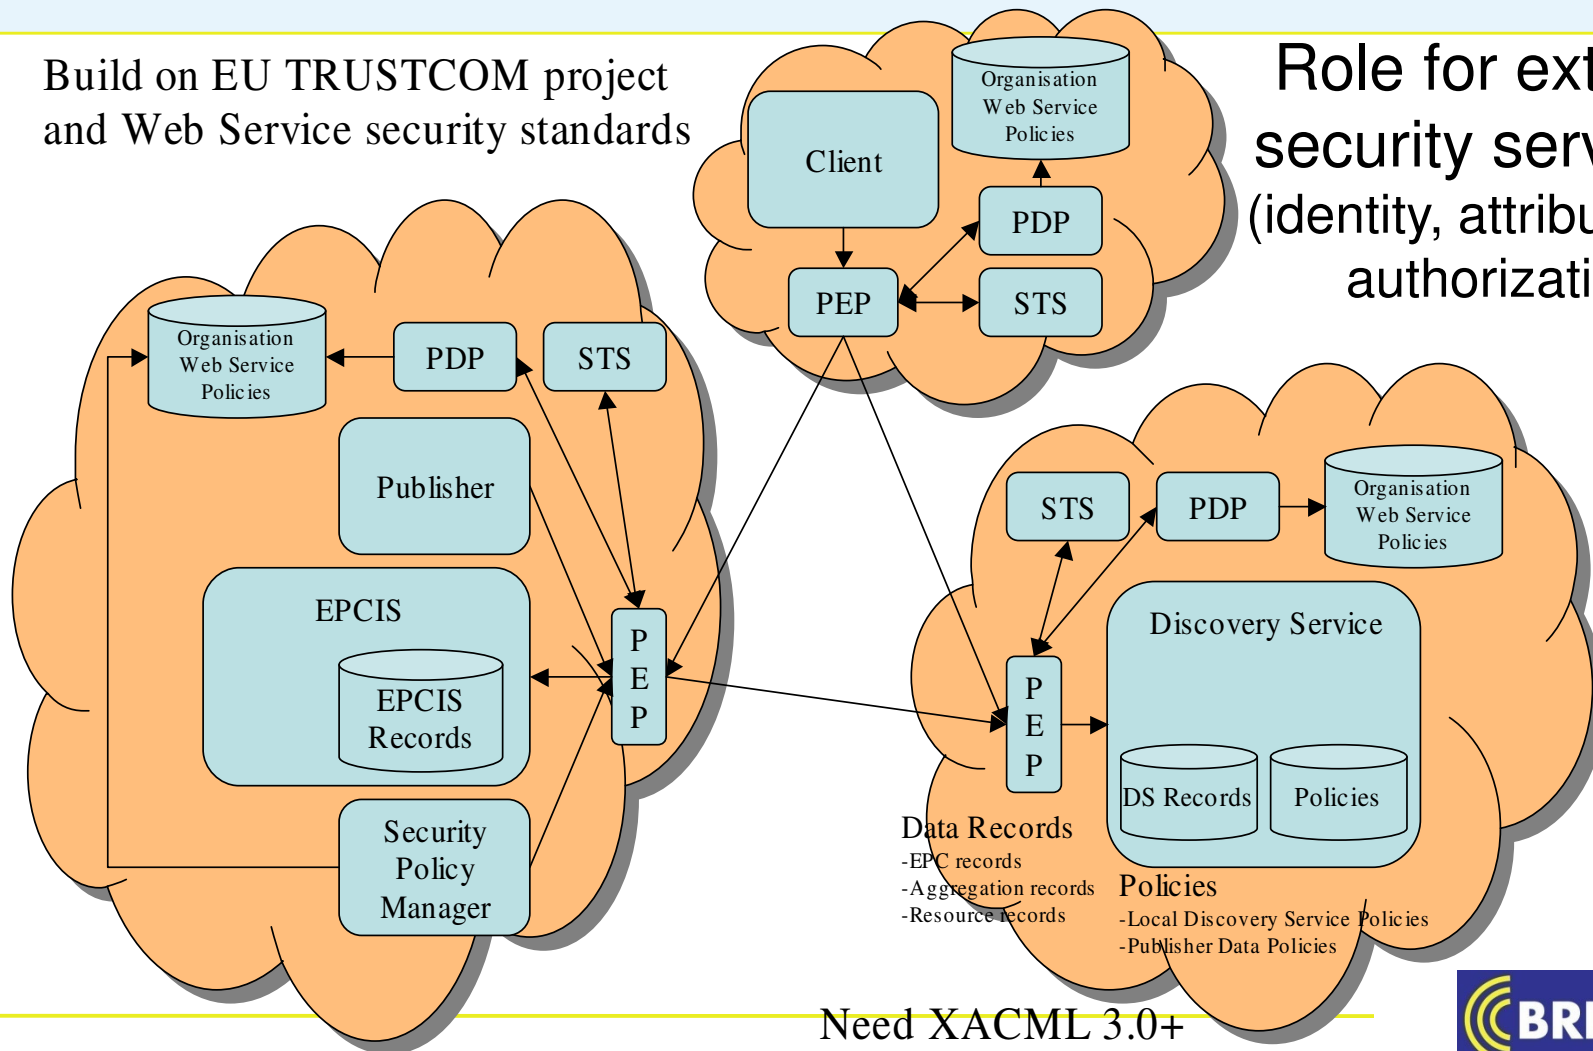 Build on EU TRUSTCOM project
and Web Service security standards
Role for ext
security serv
(identity, attribu
authorizati
Client
Organisation
Web Service
Policies
PDP
PEP
STS
Organisation
Web Service
Policies
PDP
STS
Publisher
EPCIS
EPCIS
Records
PEP
Security
Policy
Manager
STS
PDP
Organisation
Web Service
Policies
Discovery Service
PEP
DS Records
Policies
Data Records
-EPC records
-Aggregation records
-Resource records
Policies
-Local Discovery Service Policies
-Publisher Data Policies
Need XACML 3.0+
BRI